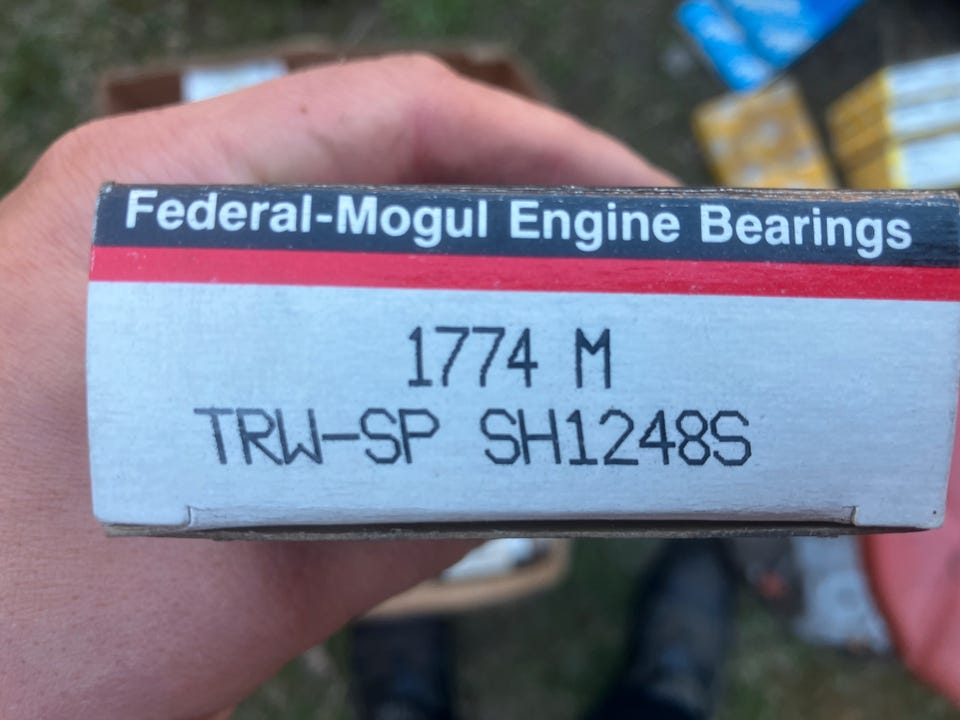 Federal-Mogul Engine Bearings
1774 M
TRW-SP SH1248S